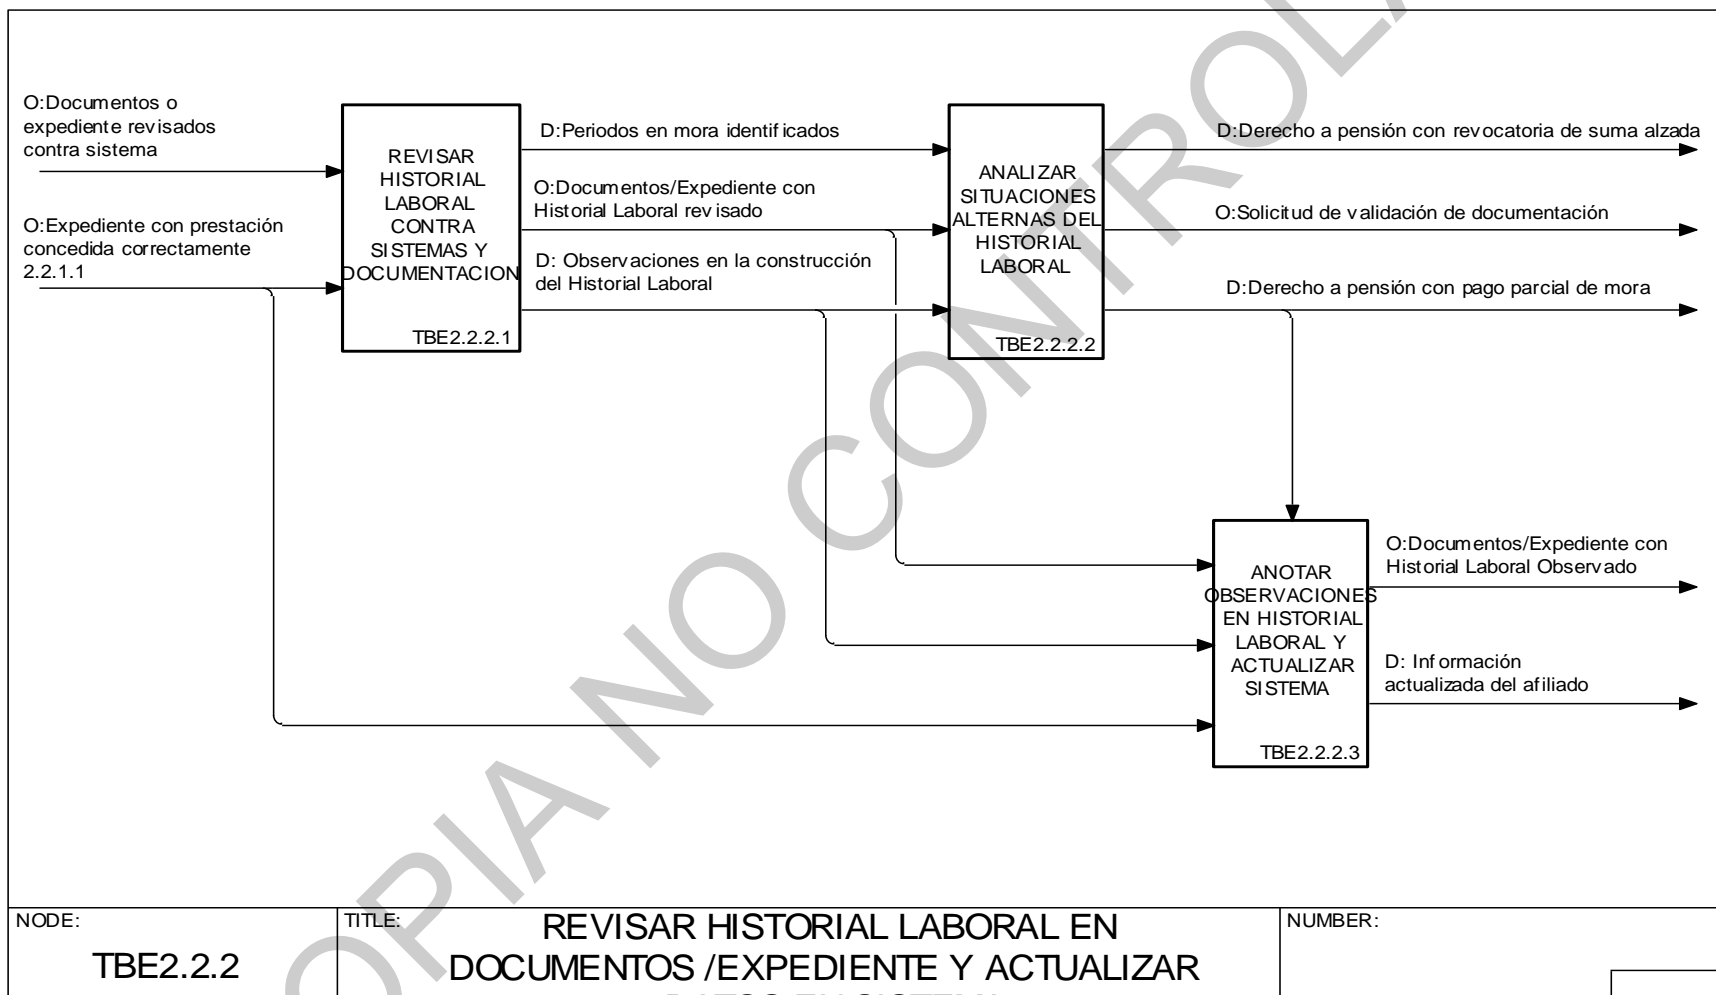 O:Documentos o
expediente revisados
contra sistema
O:Expediente con prestación
concedida correctamente
2.2.1.1
REVISAR
HISTORIAL
LABORAL
CONTRA
SISTEMAS Y
DOCUMENTACION
TBE2.2.2.1
D:Periodos en mora identificados
O:Documentos/Expediente con
Historial Laboral revisado
D: Observaciones en la construcción
del Historial Laboral
ANALIZAR
SITUACIONES
ALTERNAS DEL
HISTORIAL
LABORAL
TBE2.2.2.2
D:Derecho a pensión con revocatoria de suma alzada
O:Solicitud de validación de documentación
D:Derecho a pensión con pago parcial de mora
ANOTAR
OBSERVACIONES
EN HISTORIAL
LABORAL Y
ACTUALIZAR
SISTEMA
TBE2.2.2.3
O:Documentos/Expediente con
Historial Laboral Observado
D: Información
actualizada del afiliado
OPIA NO CONTROL
NODE:
TBE2.2.2
TITLE:
REVISAR HISTORIAL LABORAL EN
DOCUMENTOS /EXPEDIENTE Y ACTUALIZAR
NUMBER: